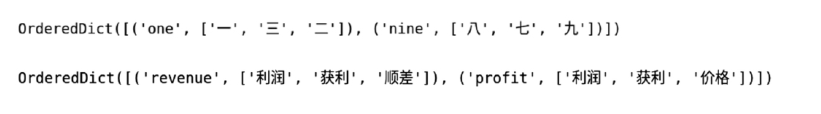 OrderedDict([('one', ['一', '三', '二']), ('nine', ['八', '七', '九'])])
OrderedDict([('revenue', ['利润', '获利', '顺差']), ('profit', ['利润', '获利', '价格'])])